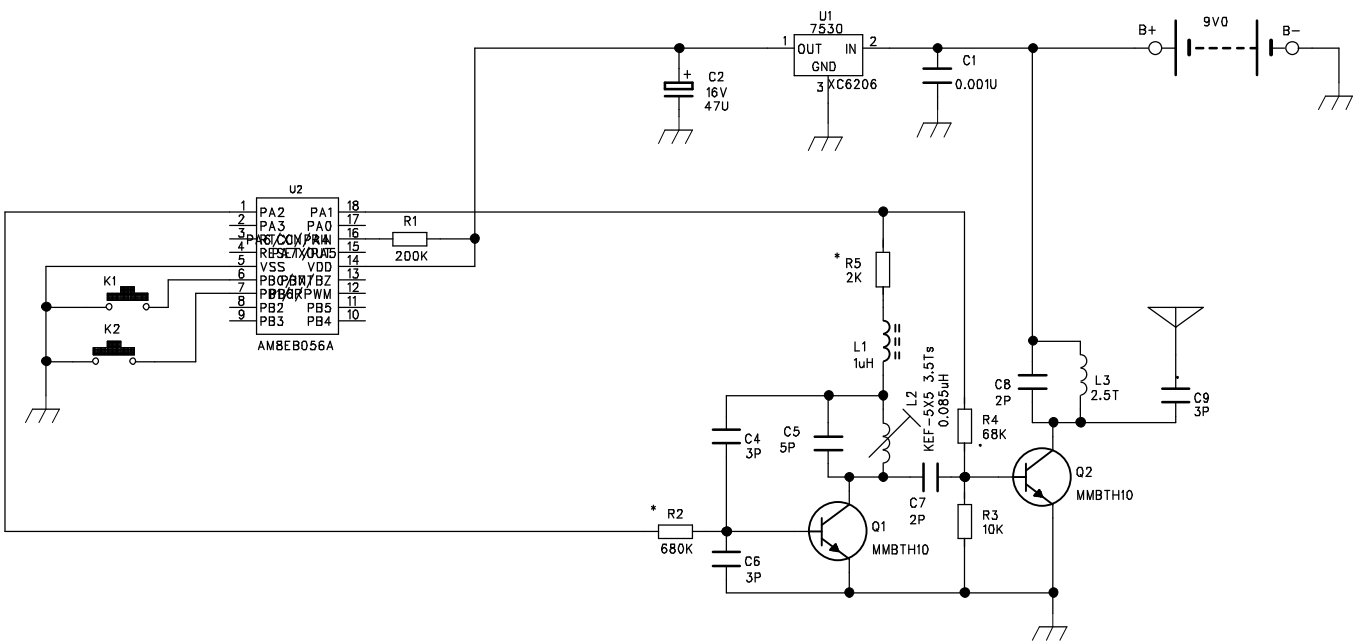 U1
7530
1
OUT
IN
2
GND
3
XC6206
C2
16V
47U
+
C1
0.001U
B+
9V0
B-
U2
1
PA2
PA1
18
2
PA3
PA0
17
3
16
4
15
5
VSS
VDD
14
6
13
7
12
8
PB2
PB5
11
9
PB3
PB4
10
AM8EB056A
R1
200K
K1
K2
* R5
2K
L1
1uH
L2
KEF-5X5 3.5Ts
0.085uH
C4
3P
C5
5P
C6
3P
C7
2P
* R2
680K
Q1
MMBTH10
R4
68K
R3
10K
C8
2P
L3
2.5T
C9
3P
Q2
MMBTH10